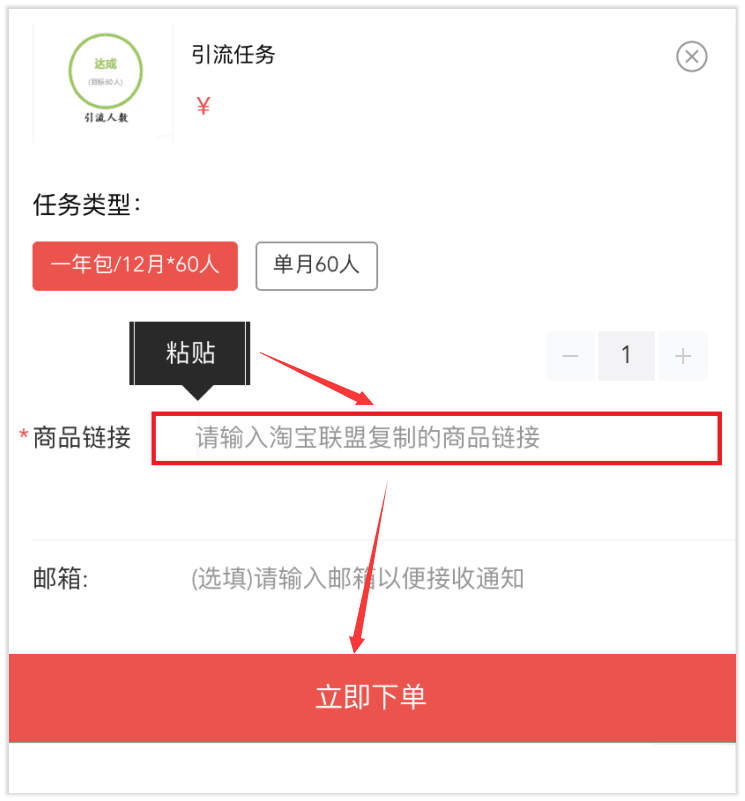 达成
(目标60人)
引流人数
引流任务
¥
任务类型:
一年包/12月*60人
单月60人
粘贴
1
*商品链接
请输入淘宝联盟复制的商品链接
邮箱:
(选填)请输入邮箱以便接收通知
立即下单